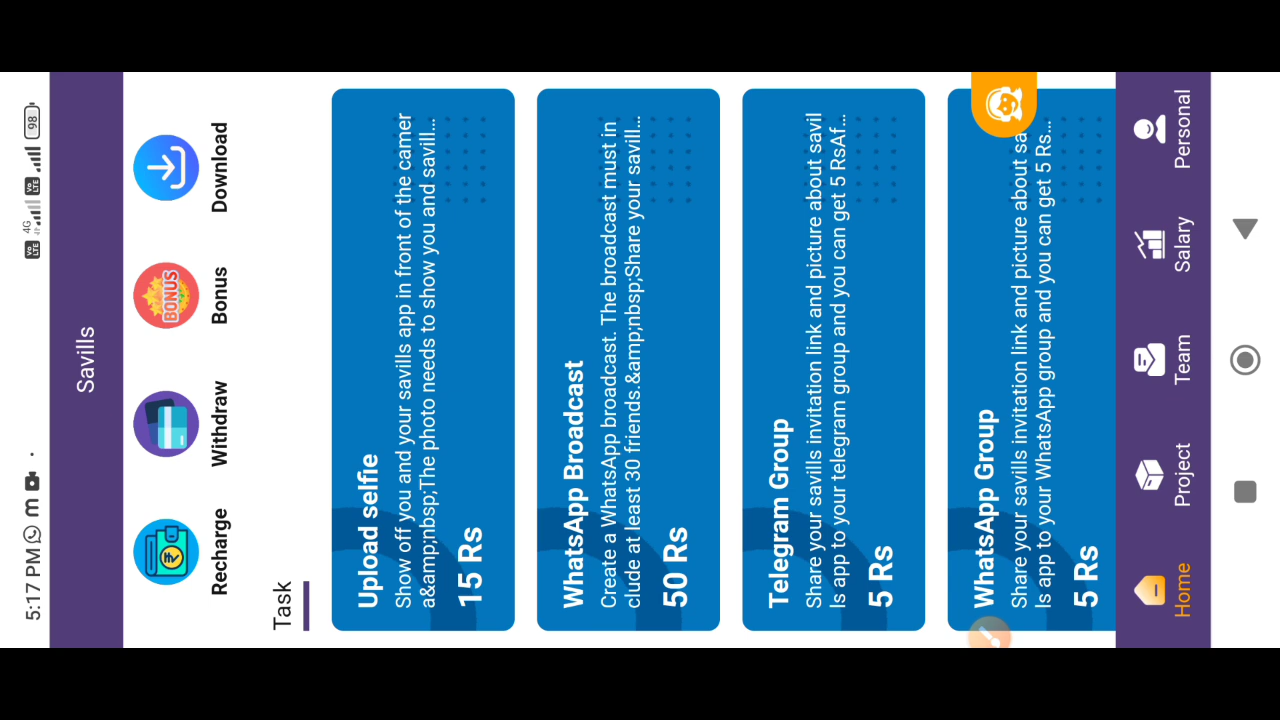 5:17 PM
4G
98
Savills
Recharge
Withdraw
Bonus
BONUS
Download
Task
Upload selfie
Show off you and your savills app in front of the camer
a&amp;nbsp;The photo needs to show you and savill...
15 Rs
WhatsApp Broadcast
Create a WhatsApp broadcast. The broadcast must in
clude at least 30 friends.&amp;nbsp;Share your savill...
50 Rs
Telegram Group
Share your savills invitation link and picture about savil
ls app to your telegram group and you can get 5 RsAf...
5 Rs
WhatsApp Group
Share your savills invitation link and picture about sa
ls app to your WhatsApp group and you can get 5 Rs...
5 Rs
Home
Project
Team
Salary
Personal